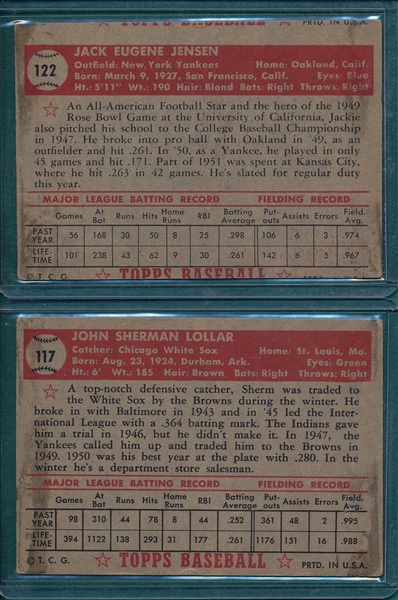 TOPPS BASEBALL PRTD. IN U.S.A.
122
JACK EUGENE JENSEN
Outfield: New York Yankees Home: Oakland, Calif.
Born: March 9, 1927, San Francisco, Calif. Eyes: Blue
Ht.: 5'11" Wt.: 190 Hair: Blond Bats: Right Throws: Right
An All-American Football Star and the hero of the 1949
Rose Bowl Game at the University of California, Jackie
also pitched his school to the College Baseball Championship
in 1947. He broke into pro ball with Oakland in '49, as an
outfielder and hit .261. In '50, as a Yankee, he played in only
45 games and hit .171. Part of 1951 was spent at Kansas City,
where he hit .263 in 42 games. He's slated for regular duty
this year.
MAJOR LEAGUE BATTING RECORD FIELDING RECORD
Games At Bat Runs Hits Home Runs RBI Batting Average Put-outs Assists Errors Field. Avg.
PAST YEAR 56 168 30 50 8 25 .298 106 6 3 .974
LIFE-TIME 101 238 43 62 9 30 .261 142 6 5 .967
© T. C. G. TOPPS BASEBALL
117
JOHN SHERMAN LOLLAR
Catcher: Chicago White Sox Home: St. Louis, Mo.
Born: Aug. 23, 1924, Durham, Ark. Eyes: Green
Ht.: 6' Wt.: 185 Hair: Brown Bats: Right Throws: Right
A top-notch defensive catcher, Sherm was traded to
the White Sox by the Browns during the winter. He
broke in with Baltimore in 1943 and in '45 led the Inter-
national League with a .364 batting mark. The Indians gave
him a trial in 1946, but he didn't make it. In 1947, the
Yankees called him up and traded him to the Browns in
1949. 1950 was his best year at the plate with .280. In the
winter he's a department store salesman.
MAJOR LEAGUE BATTING RECORD FIELDING RECORD
Games At Bat Runs Hits Home Runs RBI Batting Average Put-outs Assists Errors Field. Avg.
PAST YEAR 98 310 44 78 8 44 .252 361 48 2 .995
LIFE-TIME 394 1122 138 293 31 167 .261 1176 151 16 .988
© T. C. G. TOPPS BASEBALL PRTD. IN U.S.A.